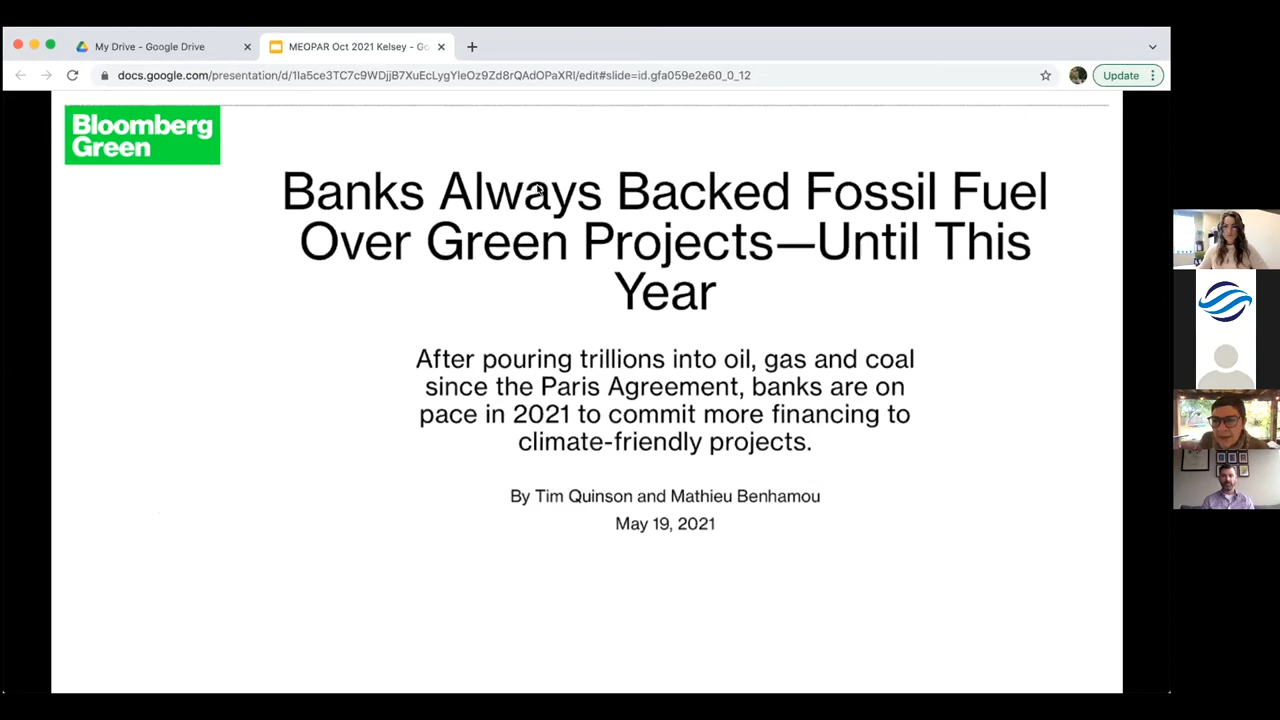 My Drive - Google Drive
MEOPAR Oct 2021 Kelsey - Go
docs.google.com/presentation/d/1Ia5ce3TC7c9WDjjB7XuEcLygYleOz9Zd8rQAdOPaXRI/edit#slide=id.gfa059e2e60_0_12
Update
Bloomberg
Green
Banks Always Backed Fossil Fuel
Over Green Projects—Until This
Year
After pouring trillions into oil, gas and coal
since the Paris Agreement, banks are on
pace in 2021 to commit more financing to
climate-friendly projects.
By Tim Quinson and Mathieu Benhamou
May 19, 2021